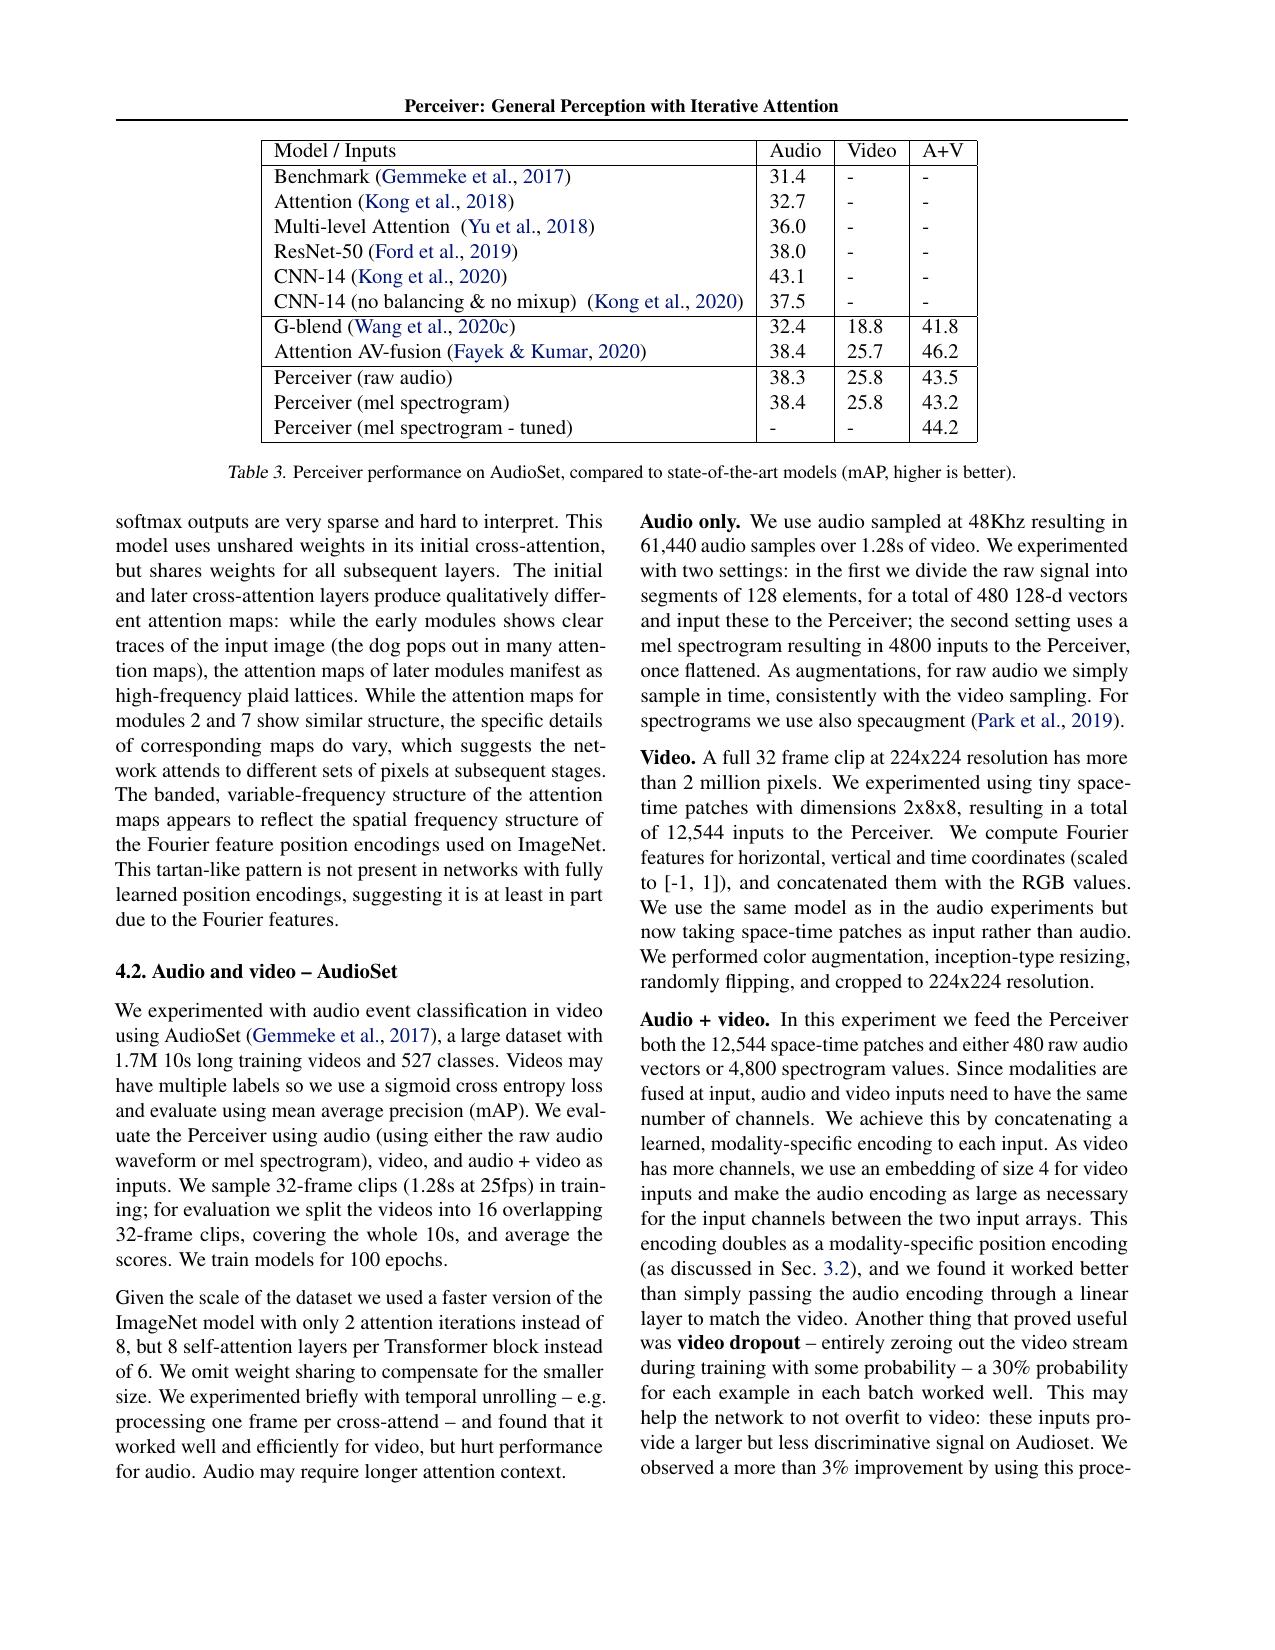 Perceiver: General Perception with Iterative Attention
Model / Inputs Audio Video A+V
Benchmark (Gemmeke et al., 2017) 31.4 - -
Attention (Kong et al., 2018) 32.7 - -
Multi-level Attention (Yu et al., 2018) 36.0 - -
ResNet-50 (Ford et al., 2019) 38.0 - -
CNN-14 (Kong et al., 2020) 43.1 - -
CNN-14 (no balancing & no mixup) (Kong et al., 2020) 37.5 - -
G-blend (Wang et al., 2020c) 32.4 18.8 41.8
Attention AV-fusion (Fayek & Kumar, 2020) 38.4 25.7 46.2
Perceiver (raw audio) 38.3 25.8 43.5
Perceiver (mel spectrogram) 38.4 25.8 43.2
Perceiver (mel spectrogram - tuned) - - 44.2
Table 3. Perceiver performance on AudioSet, compared to state-of-the-art models (mAP, higher is better).
softmax outputs are very sparse and hard to interpret. This
model uses unshared weights in its initial cross-attention,
but shares weights for all subsequent layers. The initial
and later cross-attention layers produce qualitatively differ-
ent attention maps: while the early modules shows clear
traces of the input image (the dog pops out in many atten-
tion maps), the attention maps of later modules manifest as
high-frequency plaid lattices. While the attention maps for
modules 2 and 7 show similar structure, the specific details
of corresponding maps do vary, which suggests the net-
work attends to different sets of pixels at subsequent stages.
The banded, variable-frequency structure of the attention
maps appears to reflect the spatial frequency structure of
the Fourier feature position encodings used on ImageNet.
This tartan-like pattern is not present in networks with fully
learned position encodings, suggesting it is at least in part
due to the Fourier features.
4.2. Audio and video – AudioSet
We experimented with audio event classification in video
using AudioSet (Gemmeke et al., 2017), a large dataset with
1.7M 10s long training videos and 527 classes. Videos may
have multiple labels so we use a sigmoid cross entropy loss
and evaluate using mean average precision (mAP). We eval-
uate the Perceiver using audio (using either the raw audio
waveform or mel spectrogram), video, and audio + video as
inputs. We sample 32-frame clips (1.28s at 25fps) in train-
ing; for evaluation we split the videos into 16 overlapping
32-frame clips, covering the whole 10s, and average the
scores. We train models for 100 epochs.
Given the scale of the dataset we used a faster version of the
ImageNet model with only 2 attention iterations instead of
8, but 8 self-attention layers per Transformer block instead
of 6. We omit weight sharing to compensate for the smaller
size. We experimented briefly with temporal unrolling – e.g.
processing one frame per cross-attend – and found that it
worked well and efficiently for video, but hurt performance
for audio. Audio may require longer attention context.
Audio only. We use audio sampled at 48Khz resulting in
61,440 audio samples over 1.28s of video. We experimented
with two settings: in the first we divide the raw signal into
segments of 128 elements, for a total of 480 128-d vectors
and input these to the Perceiver; the second setting uses a
mel spectrogram resulting in 4800 inputs to the Perceiver,
once flattened. As augmentations, for raw audio we simply
sample in time, consistently with the video sampling. For
spectrograms we use also specaugment (Park et al., 2019).
Video. A full 32 frame clip at 224x224 resolution has more
than 2 million pixels. We experimented using tiny space-
time patches with dimensions 2x8x8, resulting in a total
of 12,544 inputs to the Perceiver. We compute Fourier
features for horizontal, vertical and time coordinates (scaled
to [-1, 1]), and concatenated them with the RGB values.
We use the same model as in the audio experiments but
now taking space-time patches as input rather than audio.
We performed color augmentation, inception-type resizing,
randomly flipping, and cropped to 224x224 resolution.
Audio + video. In this experiment we feed the Perceiver
both the 12,544 space-time patches and either 480 raw audio
vectors or 4,800 spectrogram values. Since modalities are
fused at input, audio and video inputs need to have the same
number of channels. We achieve this by concatenating a
learned, modality-specific encoding to each input. As video
has more channels, we use an embedding of size 4 for video
inputs and make the audio encoding as large as necessary
for the input channels between the two input arrays. This
encoding doubles as a modality-specific position encoding
(as discussed in Sec. 3.2), and we found it worked better
than simply passing the audio encoding through a linear
layer to match the video. Another thing that proved useful
was video dropout – entirely zeroing out the video stream
during training with some probability – a 30% probability
for each example in each batch worked well. This may
help the network to not overfit to video: these inputs pro-
vide a larger but less discriminative signal on Audioset. We
observed a more than 3% improvement by using this proce-